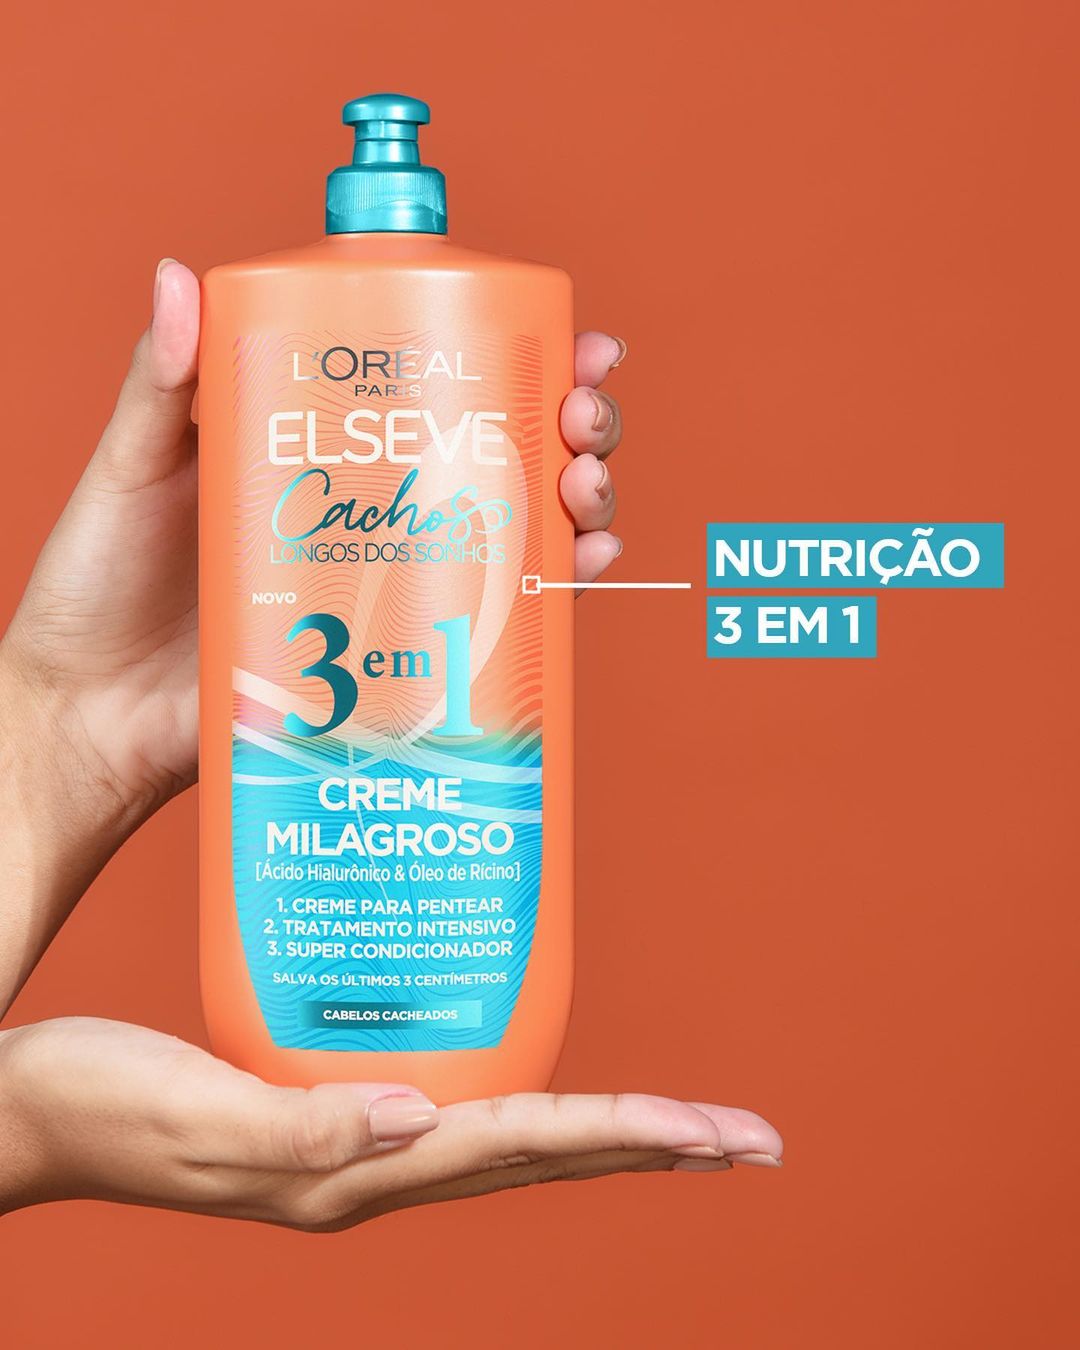 L'ORÉAL
PARIS
ELSEVE
Cachos
LONGOS DOS SONHOS
NOVO
3 em 1
CREME
MILAGROSO
[Ácido Hialurônico & Óleo de Rícino]
1. CREME PARA PENTEAR
2. TRATAMENTO INTENSIVO
3. SUPER CONDICIONADOR
SALVA OS ÚLTIMOS 3 CENTÍMETROS
CABELOS CACHEADOS
NUTRIÇÃO
3 EM 1